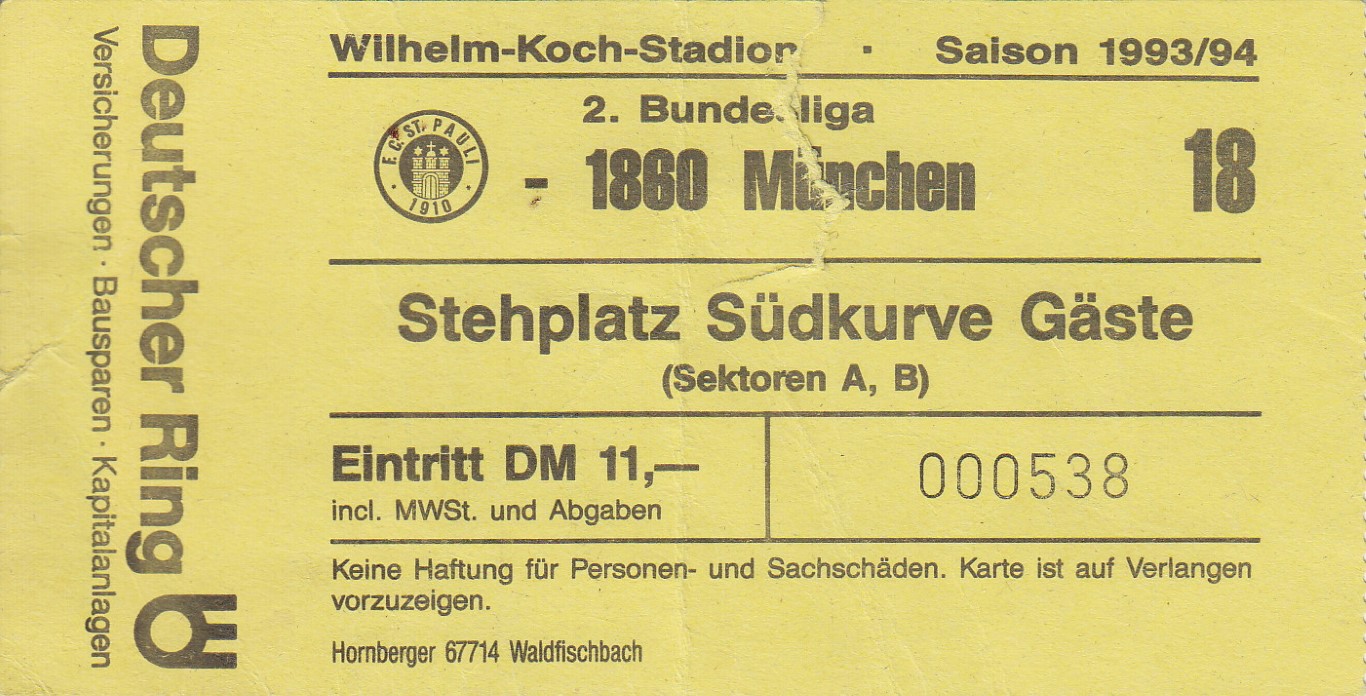 Deutscher Ring
Versicherungen · Bausparen · Kapitalanlagen
Wilhelm-Koch-Stadion · Saison 1993/94
2. Bundesliga
F.C. ST. PAULI
1910
- 1860 München 18
Stehplatz Südkurve Gäste
(Sektoren A, B)
Eintritt DM 11,—
incl. MWSt. und Abgaben
000538
Keine Haftung für Personen- und Sachschäden. Karte ist auf Verlangen
vorzuzeigen.
Hornberger 67714 Waldfischbach